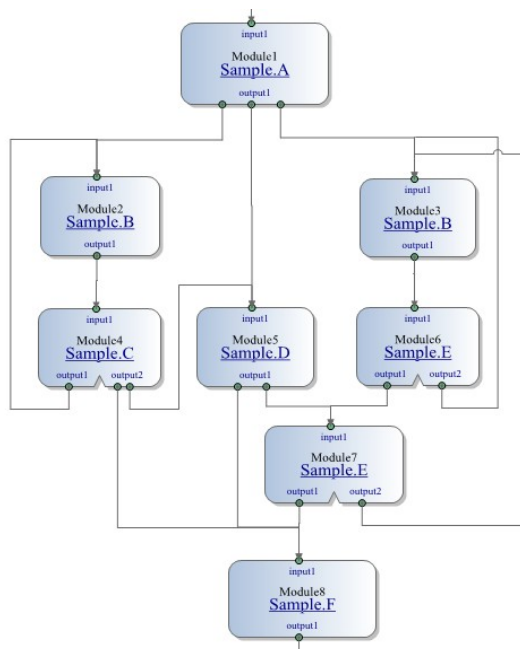 input1
Module1
Sample.A
output1
input1
Module2
Sample.B
output1
input1
Module3
Sample.B
output1
input1
Module4
Sample.C
output1 output2
input1
Module5
Sample.D
output1
input1
Module6
Sample.E
output1 output2
input1
Module7
Sample.E
output1 output2
input1
Module8
Sample.F
output1